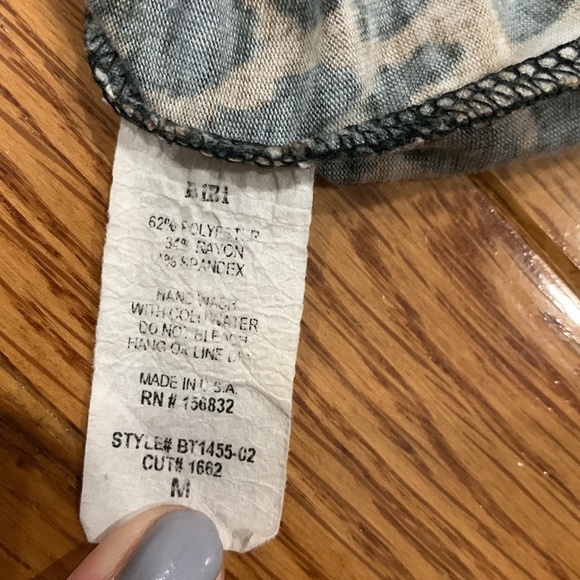 BiBi
62% POLYESTER
34% RAYON
4% SPANDEX
HAND WASH
WITH COLD WATER
DO NOT BLEACH
HANG OR LINE DRY
MADE IN U.S.A.
RN # 156832
STYLE# BT1455-02
CUT# 1662
M